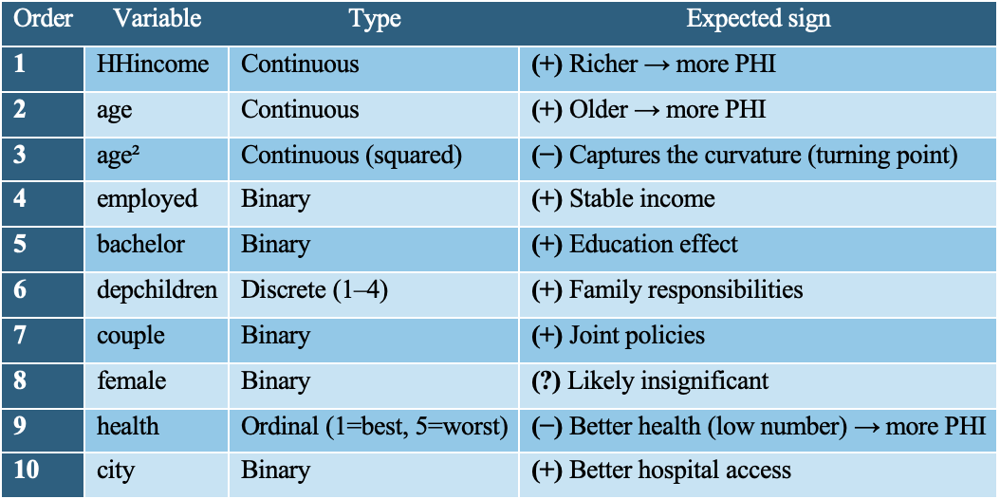 Order Variable Type Expected sign
1 HHincome Continuous (+) Richer → more PHI
2 age Continuous (+) Older → more PHI
3 age² Continuous (squared) (−) Captures the curvature (turning point)
4 employed Binary (+) Stable income
5 bachelor Binary (+) Education effect
6 depchildren Discrete (1–4) (+) Family responsibilities
7 couple Binary (+) Joint policies
8 female Binary (?) Likely insignificant
9 health Ordinal (1=best, 5=worst) (−) Better health (low number) → more PHI
10 city Binary (+) Better hospital access